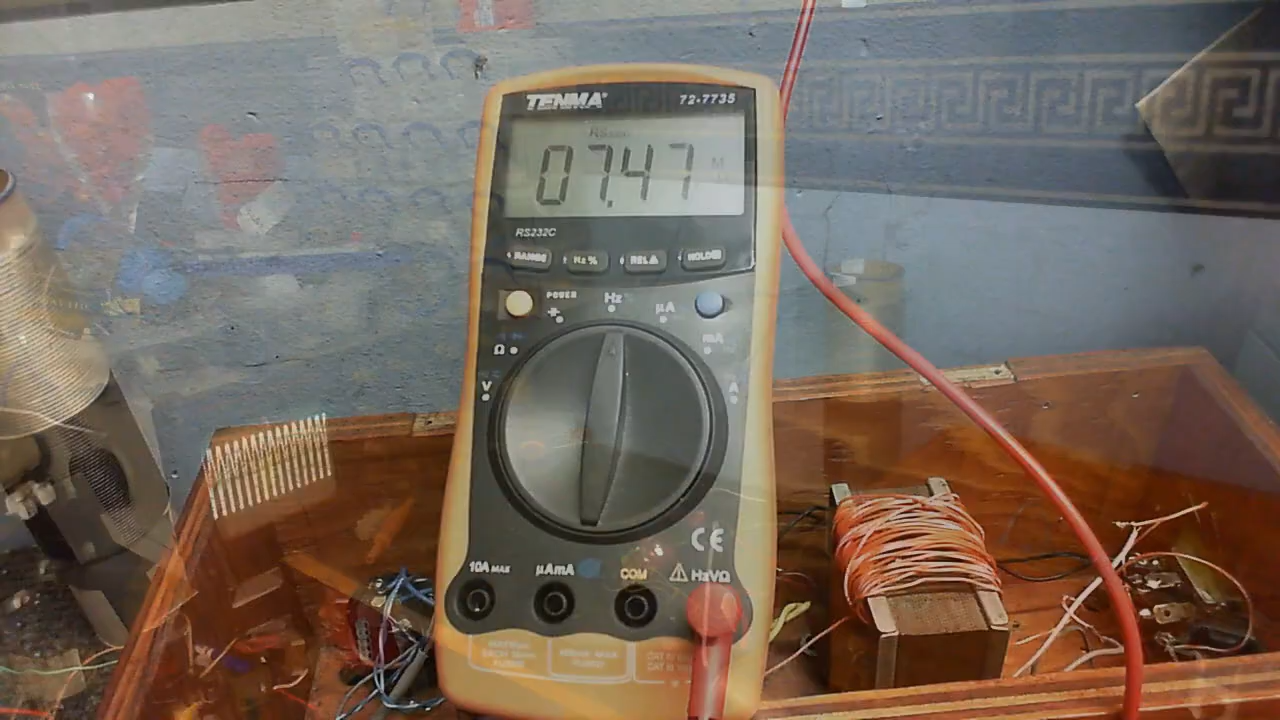 TENMA® 72-7735
RS232
07.47 M
RS232C
RANGE Hz % REL△ HOLD
POWER
Hz %
µA
Ω
mA
V
A
CE
10A MAX µAmA COM ⚠ HzVΩ